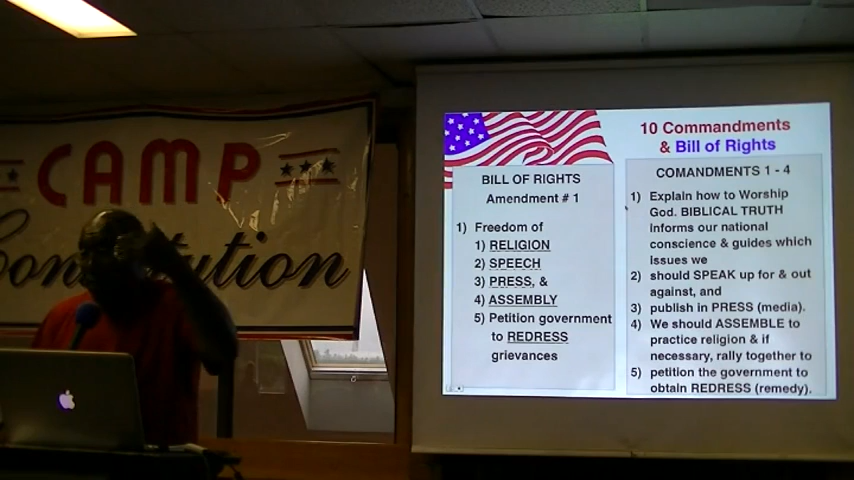 CAMP
Constitution
10 Commandments
& Bill of Rights
BILL OF RIGHTS
Amendment # 1
1) Freedom of
1) RELIGION
2) SPEECH
3) PRESS, &
4) ASSEMBLY
5) Petition government
to REDRESS
grievances
COMANDMENTS 1 - 4
1) Explain how to Worship
God. BIBLICAL TRUTH
Informs our national
conscience & guides which
Issues we
2) should SPEAK up for & out
against, and
3) publish in PRESS (media).
4) We should ASSEMBLE to
practice religion & if
necessary, rally together to
5) petition the government to
obtain REDRESS (remedy).